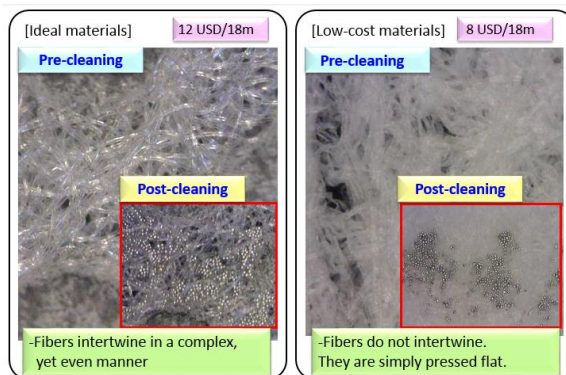 [Ideal materials]
12 USD/18m
Pre-cleaning
Post-cleaning
-Fibers intertwine in a complex,
yet even manner
[Low-cost materials]
8 USD/18m
Pre-cleaning
Post-cleaning
-Fibers do not intertwine.
They are simply pressed flat.